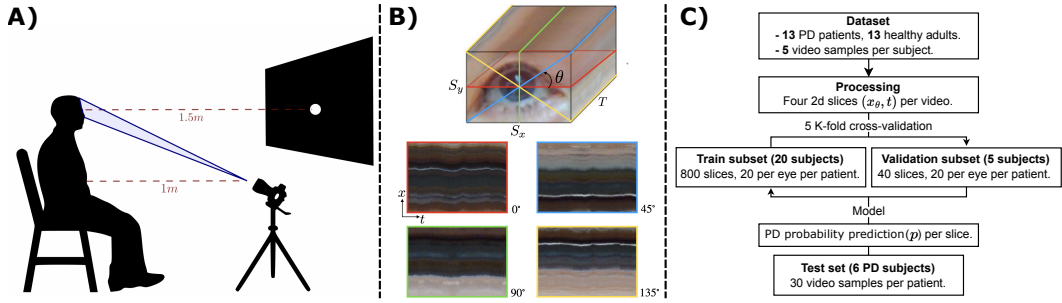 A)
1.5m
1m
B)
S_y
θ
T
S_x
x
t
0°
45°
90°
135°
C)
Dataset
- 13 PD patients, 13 healthy adults.
- 5 video samples per subject.
Processing
Four 2d slices (x_θ, t) per video.
5 K-fold cross-validation
Train subset (20 subjects)
800 slices, 20 per eye per patient.
Validation subset (5 subjects)
40 slices, 20 per eye per patient.
Model
PD probability prediction(p) per slice.
Test set (6 PD subjects)
30 video samples per patient.